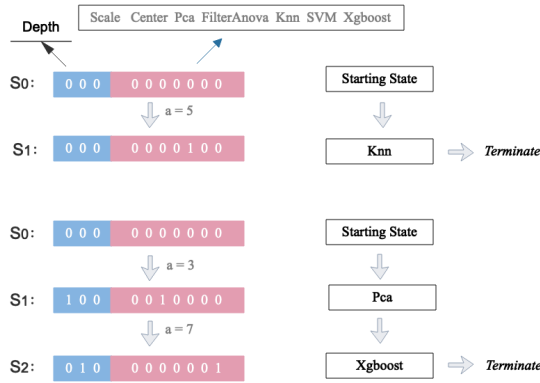 Scale Center Pca FilterAnova Knn SVM Xgboost
Depth
S0: 0 0 0 0 0 0 0 0 0 0 Starting State
a = 5
S1: 0 0 0 0 0 0 0 1 0 0 Knn Terminate
S0: 0 0 0 0 0 0 0 0 0 0 Starting State
a = 3
S1: 1 0 0 0 0 1 0 0 0 0 Pca
a = 7
S2: 0 1 0 0 0 0 0 0 0 1 Xgboost Terminate